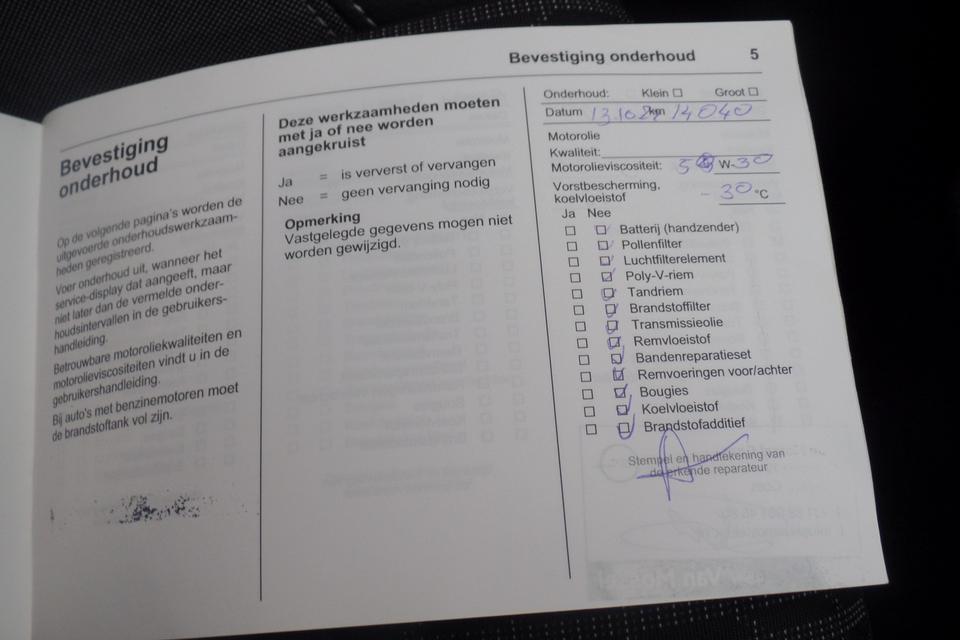 Bevestiging onderhoud 5
Bevestiging
onderhoud
Op de volgende pagina's worden de
uitgevoerde onderhoudswerkzaam-
heden geregistreerd.
Voer onderhoud uit, wanneer het
service-display dat aangeeft, maar
niet later dan de vermelde onder-
houdsintervallen in de gebruikers-
handleiding.
Betrouwbare motoroliekwaliteiten en
motorolieviscositeiten vindt u in de
gebruikershandleiding.
Bij auto's met benzinemotoren moet
de brandstoftank vol zijn.
Deze werkzaamheden moeten
met ja of nee worden
aangekruist
Ja = is ververst of vervangen
Nee = geen vervanging nodig
Opmerking
Vastgelegde gegevens mogen niet
worden gewijzigd.
Onderhoud: Klein Groot
Datum 13.10.21 km 14040
Motorolie
Kwaliteit:
Motorolieviscositeit: 5 W-30
Vorstbescherming,
koelvloeistof - 30 °C
Ja Nee
Batterij (handzender)
Pollenfilter
Luchtfilterelement
Poly-V-riem
Tandriem
Brandstoffilter
Transmissieolie
Remvloeistof
Bandenreparatieset
Remvoeringen voor/achter
Bougies
Koelvloeistof
Brandstofadditief
Stempel en handtekening van
de erkende reparateur